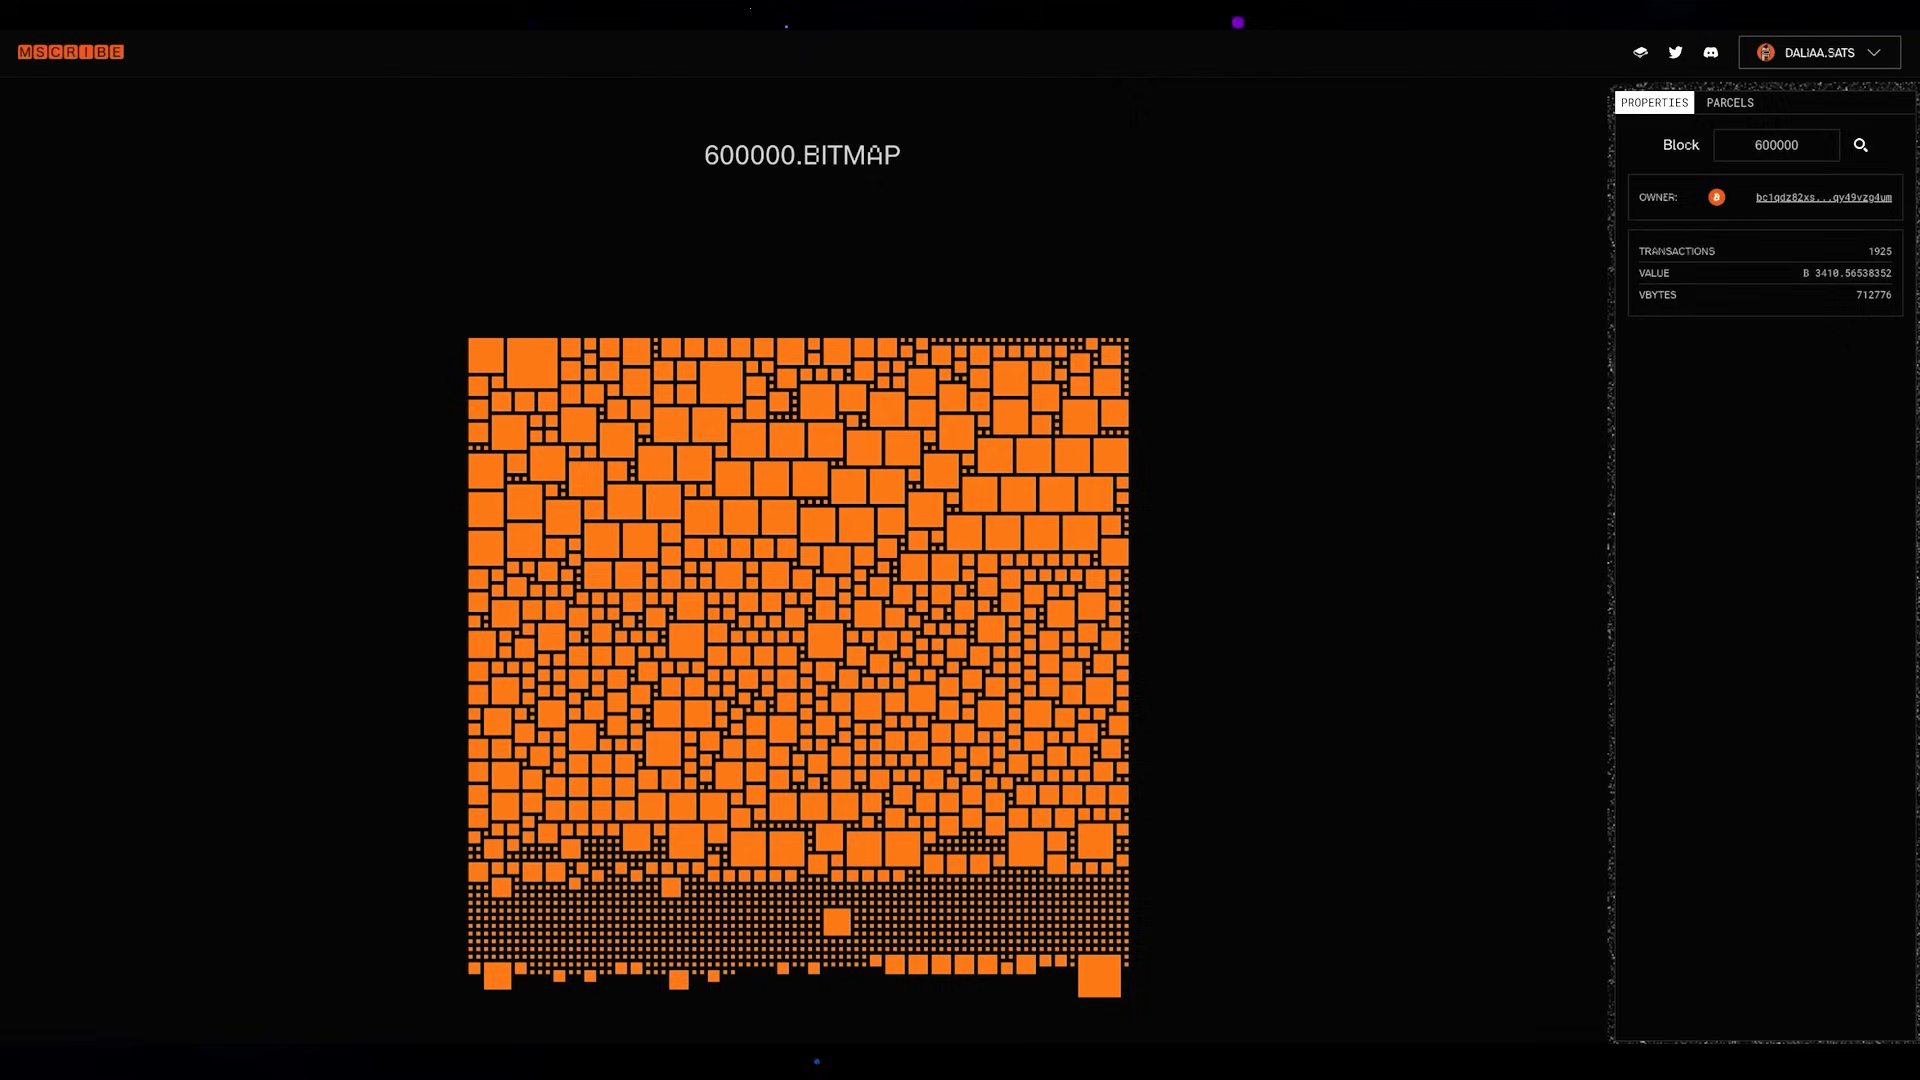 MSCRIBE
DALIAA.SATS
PROPERTIES PARCELS
600000.BITMAP
Block 600000
OWNER: bc1qdz82xs...qy49vzg4um
TRANSACTIONS 1925
VALUE B 3410.56538352
VBYTES 712776